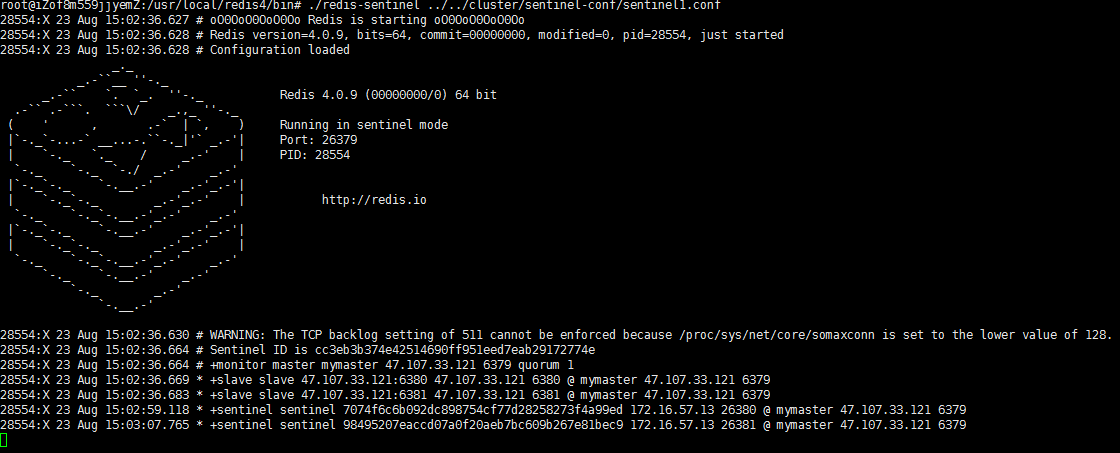 root@iZof8m559jjyemZ:/usr/local/redis4/bin# ./redis-sentinel ../../cluster/sentinel-conf/sentinel1.conf
28554:X 23 Aug 15:02:36.627 # oO0OoO0OoO0Oo Redis is starting oO0OoO0OoO0Oo
28554:X 23 Aug 15:02:36.628 # Redis version=4.0.9, bits=64, commit=00000000, modified=0, pid=28554, just started
28554:X 23 Aug 15:02:36.628 # Configuration loaded
Redis 4.0.9 (00000000/0) 64 bit
Running in sentinel mode
Port: 26379
PID: 28554
http://redis.io
28554:X 23 Aug 15:02:36.630 # WARNING: The TCP backlog setting of 511 cannot be enforced because /proc/sys/net/core/somaxconn is set to the lower value of 128.
28554:X 23 Aug 15:02:36.664 # Sentinel ID is cc3eb3b374e42514690ff951eed7eab29172774e
28554:X 23 Aug 15:02:36.664 # +monitor master mymaster 47.107.33.121 6379 quorum 1
28554:X 23 Aug 15:02:36.669 * +slave slave 47.107.33.121:6380 47.107.33.121 6380 @ mymaster 47.107.33.121 6379
28554:X 23 Aug 15:02:36.683 * +slave slave 47.107.33.121:6381 47.107.33.121 6381 @ mymaster 47.107.33.121 6379
28554:X 23 Aug 15:02:59.118 * +sentinel sentinel 7074f6c6b092dc898754cf77d28258273f4a99ed 172.16.57.13 26380 @ mymaster 47.107.33.121 6379
28554:X 23 Aug 15:03:07.765 * +sentinel sentinel 98495207eaccd07a0f20aeb7bc609b267e81bec9 172.16.57.13 26381 @ mymaster 47.107.33.121 6379